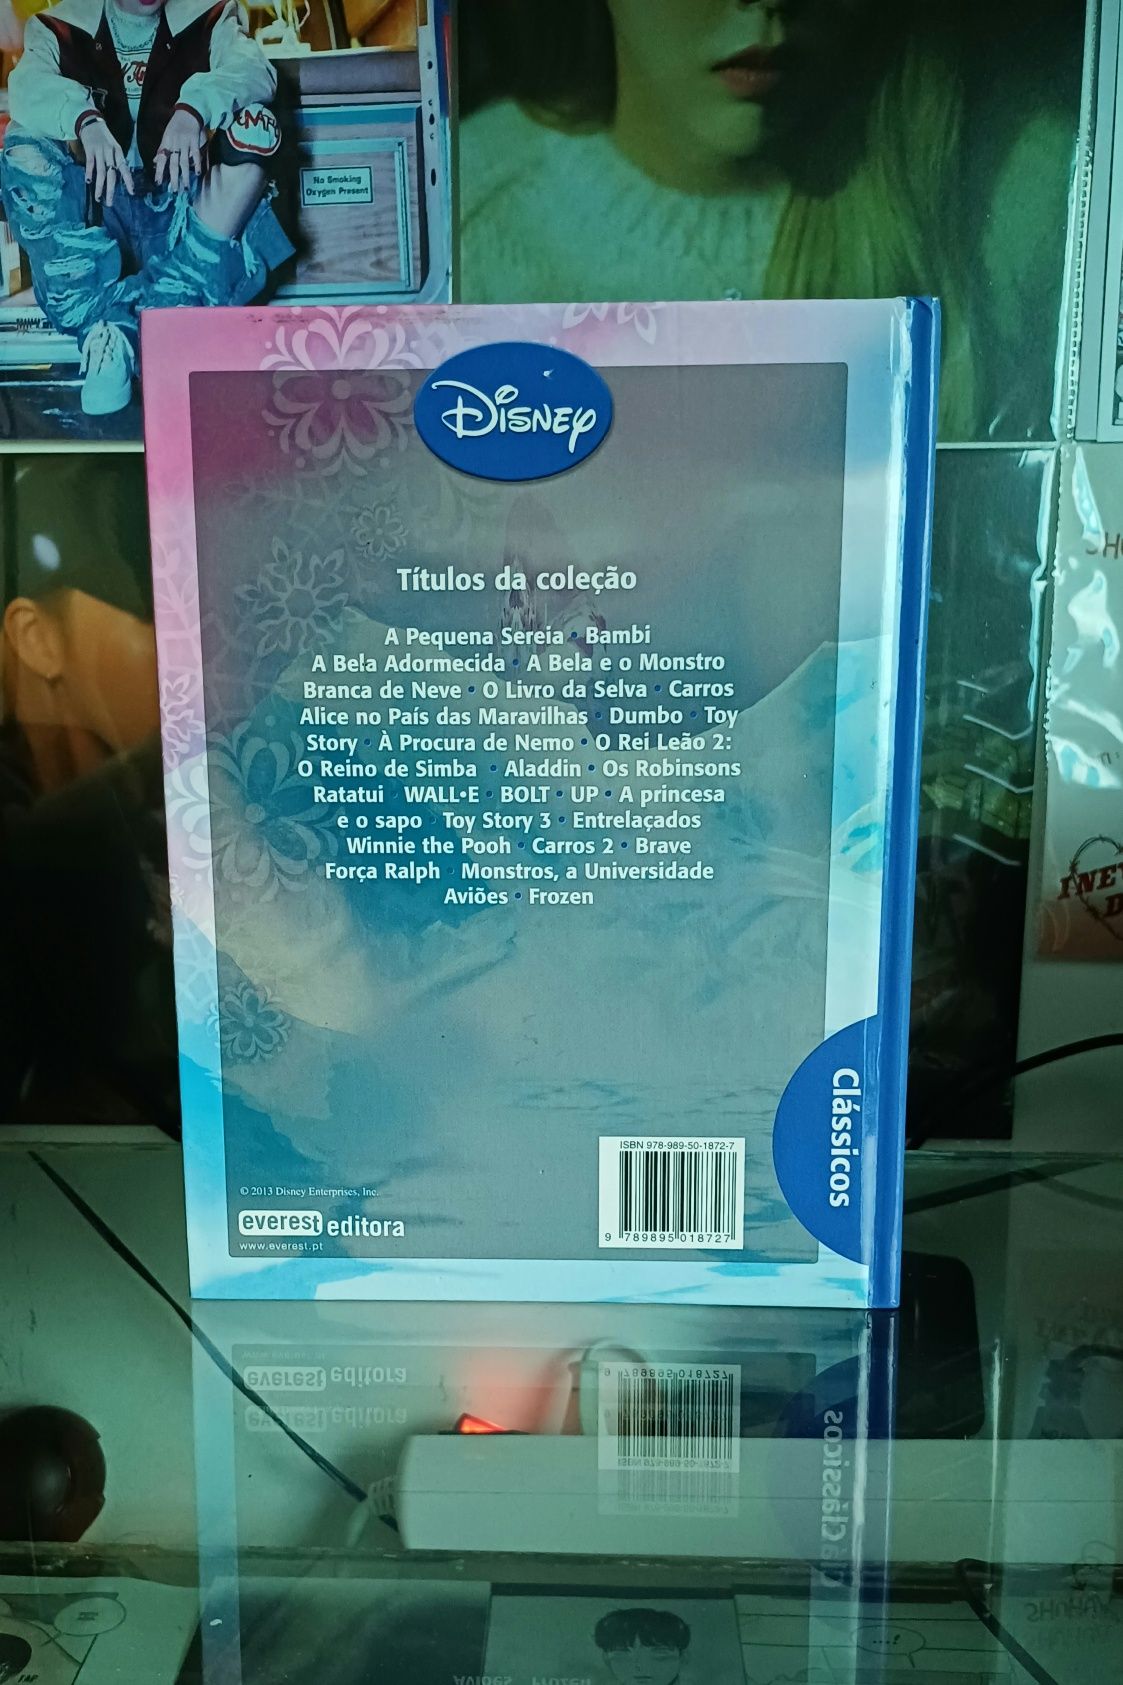 No Smoking
Oxygen Present
Disney
Títulos da coleção
A Pequena Sereia • Bambi
A Bela Adormecida • A Bela e o Monstro
Branca de Neve • O Livro da Selva • Carros
Alice no País das Maravilhas • Dumbo • Toy
Story • À Procura de Nemo • O Rei Leão 2:
O Reino de Simba • Aladdin • Os Robinsons
Ratatui • WALL•E • BOLT • UP • A princesa
e o sapo • Toy Story 3 • Entrelaçados
Winnie the Pooh • Carros 2 • Brave
Força Ralph • Monstros, a Universidade
Aviões • Frozen
Clássicos
ISBN 978-989-50-1872-7
9 789895 018727
© 2013 Disney Enterprises, Inc.
everest editora
www.everest.pt